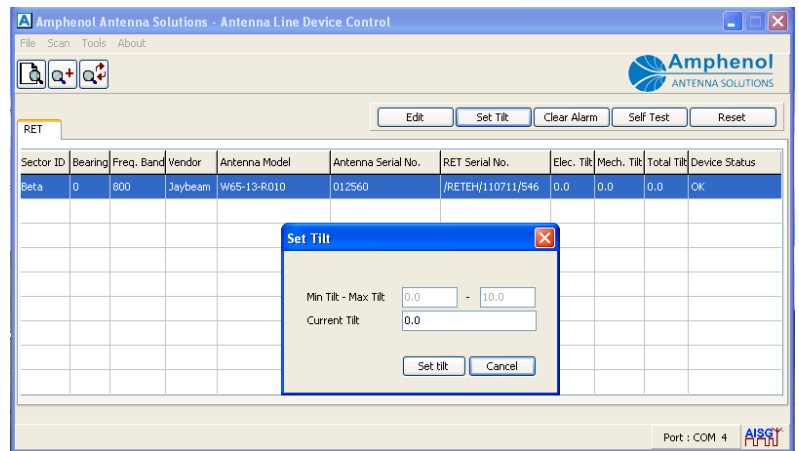 Amphenol Antenna Solutions - Antenna Line Device Control
File Scan Tools About
Amphenol
ANTENNA SOLUTIONS
Edit Set Tilt Clear Alarm Self Test Reset
RET
Sector ID Bearing Freq. Band Vendor Antenna Model Antenna Serial No. RET Serial No. Elec. Tilt Mech. Tilt Total Tilt Device Status
Beta 0 800 Jaybeam W65-13-R010 012560 /RETEH/110711/546 0.0 0.0 0.0 OK
Set Tilt
Min Tilt - Max Tilt 0.0 - 10.0
Current Tilt 0.0
Set tilt Cancel
Port : COM 4 AISG